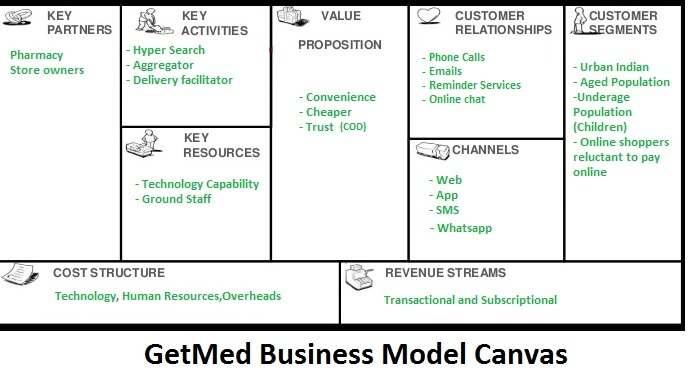 KEY
PARTNERS
Pharmacy
Store owners
KEY
ACTIVITIES
- Hyper Search
- Aggregator
- Delivery facilitator
KEY
RESOURCES
- Technology Capability
- Ground Staff
VALUE
PROPOSITION
- Convenience
- Cheaper
- Trust (COD)
CUSTOMER
RELATIONSHIPS
- Phone Calls
- Emails
- Reminder Services
- Online chat
CHANNELS
- Web
- App
- SMS
- Whatsapp
CUSTOMER
SEGMENTS
- Urban Indian
- Aged Population
-Underage
Population
(Children)
- Online shoppers
reluctant to pay
online
COST STRUCTURE
Technology, Human Resources,Overheads
REVENUE STREAMS
Transactional and Subscriptional
GetMed Business Model Canvas